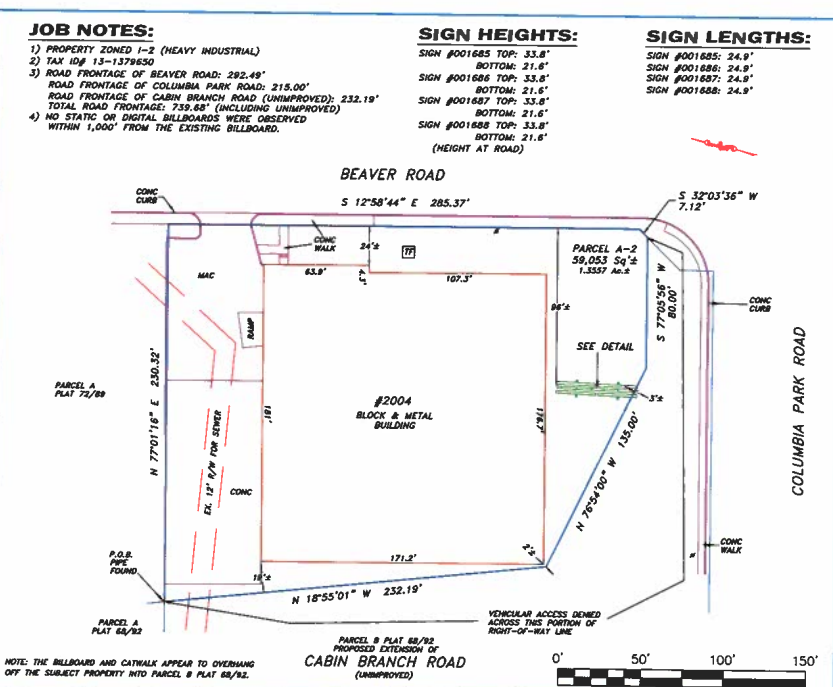 JOB NOTES:
1) PROPERTY ZONED I-2 (HEAVY INDUSTRIAL)
2) TAX ID# 13-1379650
3) ROAD FRONTAGE OF BEAVER ROAD: 292.49'
ROAD FRONTAGE OF COLUMBIA PARK ROAD: 215.00'
ROAD FRONTAGE OF CABIN BRANCH ROAD (UNIMPROVED): 232.19'
TOTAL ROAD FRONTAGE: 739.68' (INCLUDING UNIMPROVED)
4) NO STATIC OR DIGITAL BILLBOARDS WERE OBSERVED
WITHIN 1,000' FROM THE EXISTING BILLBOARD.
SIGN HEIGHTS:
SIGN #001685 TOP: 33.8'
BOTTOM: 21.6'
SIGN #001686 TOP: 33.8'
BOTTOM: 21.6'
SIGN #001687 TOP: 33.8'
BOTTOM: 21.6'
SIGN #001688 TOP: 33.8'
BOTTOM: 21.6'
(HEIGHT AT ROAD)
SIGN LENGTHS:
SIGN #001685: 24.9'
SIGN #001686: 24.9'
SIGN #001687: 24.9'
SIGN #001688: 24.9'
BEAVER ROAD
S 12°58'44" E 285.37'
CONC
CURB
S 32°03'36" W
7.12'
CONC
WALK
24'±
TF
PARCEL A-2
59,053 Sq'±
1.3557 Ac.±
MAC
63.9'
4.3'
107.3'
S 77°05'56" W
80.00'
CONC
CURB
96'±
RAMP
SEE DETAIL
COLUMBIA PARK ROAD
PARCEL A
PLAT 72/89
N 77°01'16" E 230.32'
3'±
#2004
BLOCK & METAL
BUILDING
181'
176.7'
N 76°54'00" W 135.00'
EX. 12' R/W FOR SEWER
CONC
CONC
WALK
P.O.B.
PIPE
FOUND
171.2'
19'±
N 18°55'01" W 232.19'
PARCEL A
PLAT 68/92
VEHICULAR ACCESS DENIED
ACROSS THIS PORTION OF
RIGHT-OF-WAY LINE
PARCEL B PLAT 68/92
PROPOSED EXTENSION OF
CABIN BRANCH ROAD
(UNIMPROVED)
NOTE: THE BILLBOARD AND CATWALK APPEAR TO OVERHANG
OFF THE SUBJECT PROPERTY INTO PARCEL B PLAT 68/92.
0' 50' 100' 150'